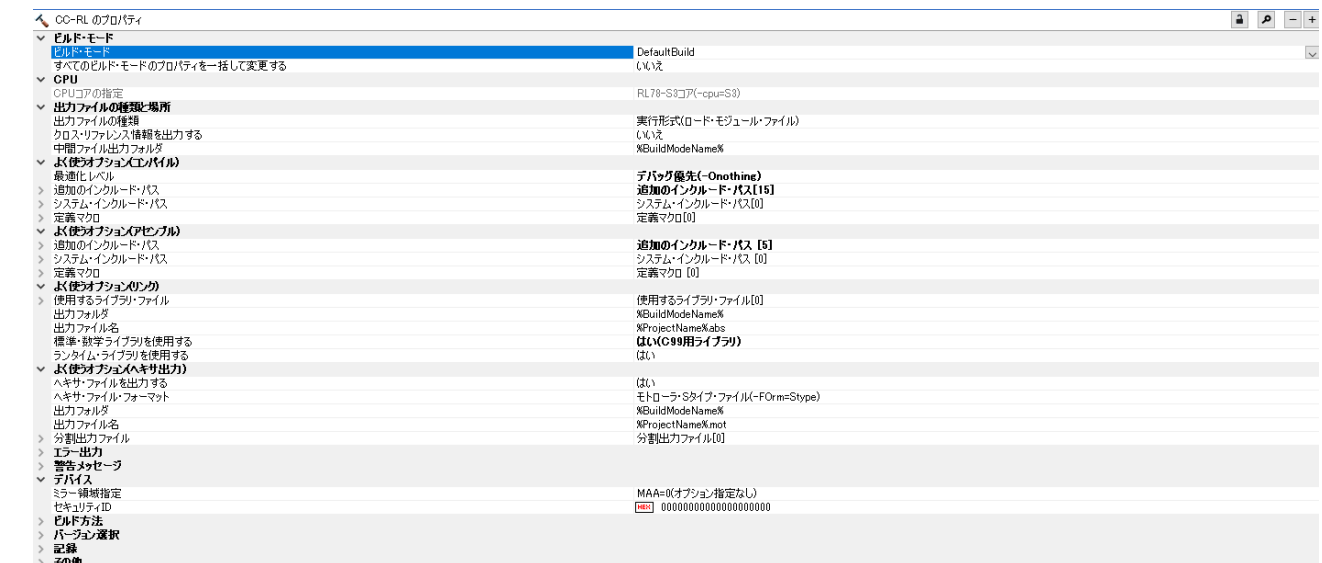 CC-RL のプロパティ
ビルド・モード
ビルド・モード DefaultBuild
すべてのビルド・モードのプロパティを一括して変更する いいえ
CPU
CPUコアの指定 RL78-S3コア(-cpu=S3)
出力ファイルの種類と場所
出力ファイルの種類 実行形式(ロード・モジュール・ファイル)
クロス・リファレンス情報を出力する いいえ
中間ファイル出力フォルダ %BuildModeName%
よく使うオプション(コンパイル)
最適化レベル デバッグ優先(-Onothing)
追加のインクルード・パス 追加のインクルード・パス[15]
システム・インクルード・パス システム・インクルード・パス[0]
定義マクロ 定義マクロ[0]
よく使うオプション(アセンブル)
追加のインクルード・パス 追加のインクルード・パス [5]
システム・インクルード・パス システム・インクルード・パス [0]
定義マクロ 定義マクロ [0]
よく使うオプション(リンク)
使用するライブラリ・ファイル 使用するライブラリ・ファイル[0]
出力フォルダ %BuildModeName%
出力ファイル名 %ProjectName%.abs
標準・数学ライブラリを使用する はい(C99用ライブラリ)
ランタイム・ライブラリを使用する はい
よく使うオプション(ヘキサ出力)
ヘキサ・ファイルを出力する はい
ヘキサ・ファイル・フォーマット モトローラ・Sタイプ・ファイル(-FOrm=Stype)
出力フォルダ %BuildModeName%
出力ファイル名 %ProjectName%.mot
分割出力ファイル 分割出力ファイル[0]
エラー出力
警告メッセージ
デバイス
ミラー領域指定 MAA=0(オプション指定なし)
セキュリティID HEX 00000000000000000000
ビルド方法
バージョン選択
記録
その他